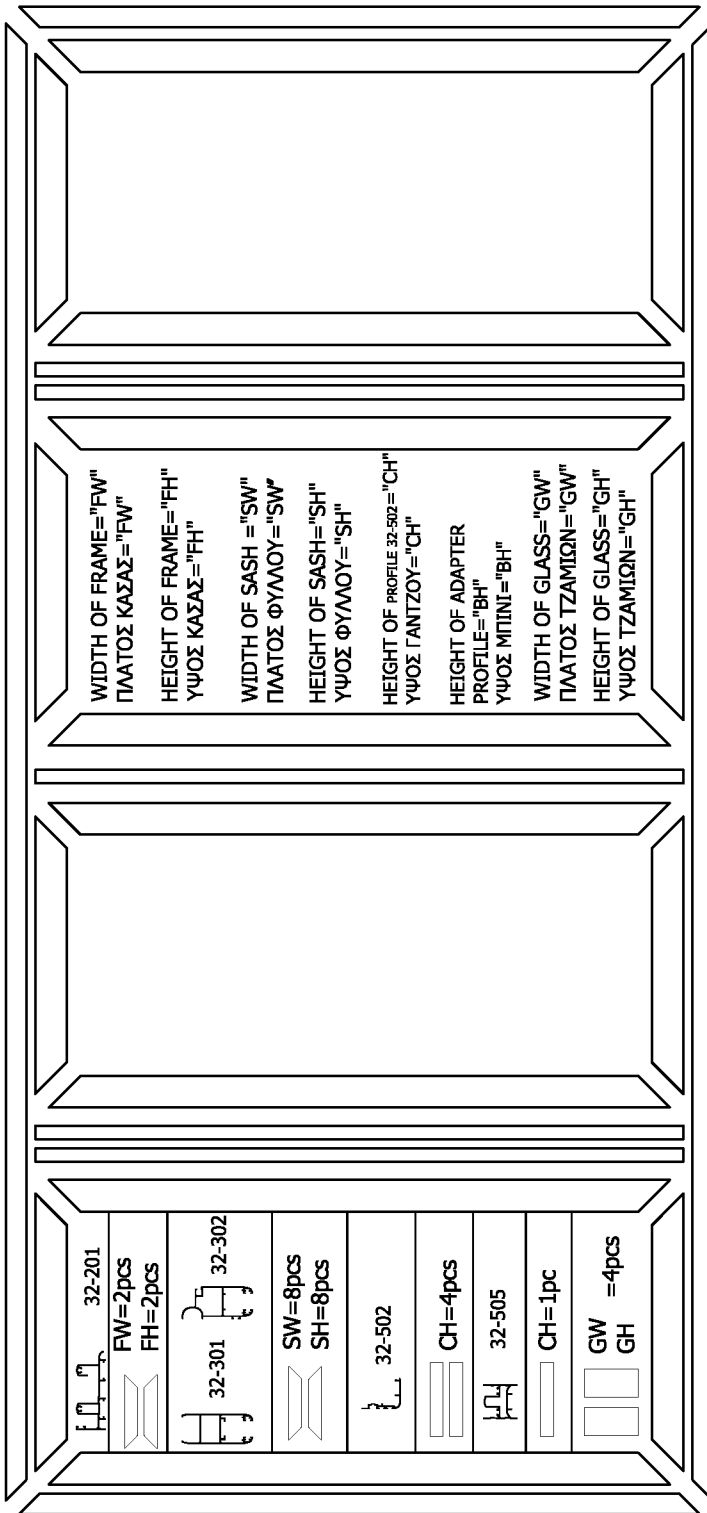 WIDTH OF FRAME="FW"
ΠΛΑΤΟΣ ΚΑΣΑΣ="FW"
HEIGHT OF FRAME="FH"
ΥΨΟΣ ΚΑΣΑΣ="FH"
WIDTH OF SASH ="SW"
ΠΛΑΤΟΣ ΦΥΛΛΟΥ="SW"
HEIGHT OF SASH="SH"
ΥΨΟΣ ΦΥΛΛΟΥ="SH"
HEIGHT OF PROFILE 32-502="CH"
ΥΨΟΣ ΓΑΝΤΖΟΥ="CH"
HEIGHT OF ADAPTER
PROFILE="BH"
ΥΨΟΣ ΜΠΙΝΙ="BH"
WIDTH OF GLASS="GW"
ΠΛΑΤΟΣ ΤΖΑΜΙΩΝ="GW"
HEIGHT OF GLASS="GH"
ΥΨΟΣ ΤΖΑΜΙΩΝ="GH"
32-201
FW=2pcs
FH=2pcs
32-301 32-302
SW=8pcs
SH=8pcs
32-502
CH=4pcs
32-505
CH=1pc
GW =4pcs
GH